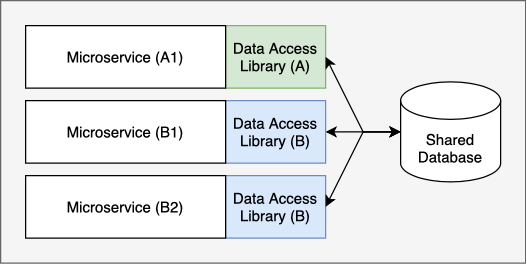 Microservice (A1)
Data Access
Library (A)
Microservice (B1)
Data Access
Library (B)
Microservice (B2)
Data Access
Library (B)
Shared
Database